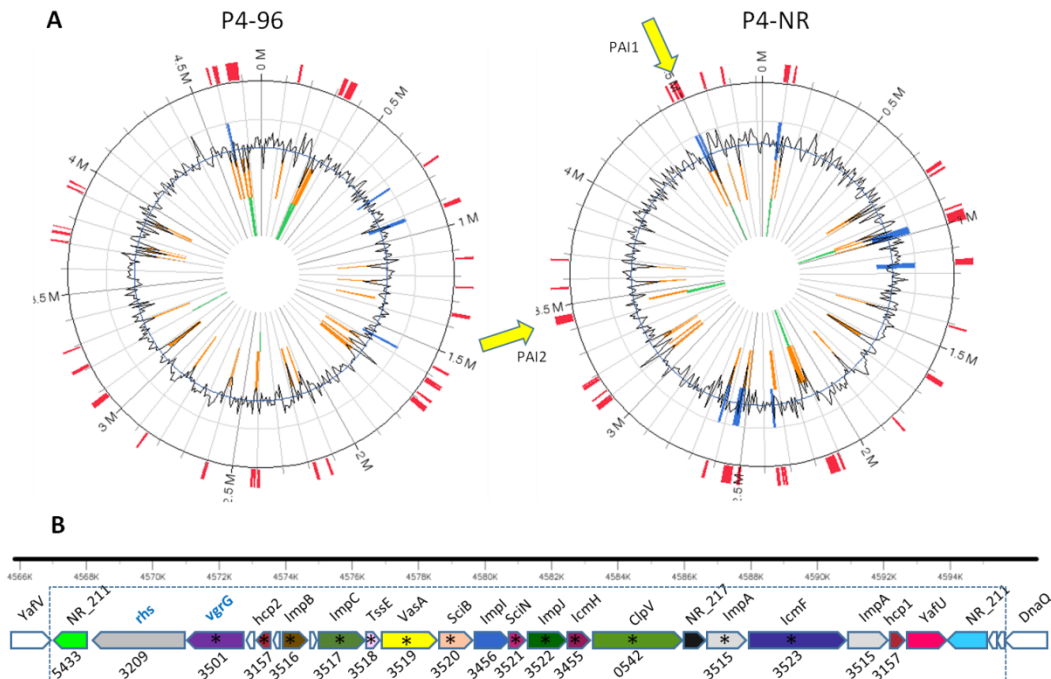 A
P4-96
P4-NR
PAI1
0 M
0.5 M
1 M
1.5 M
2 M
2.5 M
3 M
.5 M
4 M
4.5 M
0 M
0.5 M
1 M
1.5 M
2 M
2.5 M
3 M
3.5 M
4 M
PAI2
B
4566K 4568K 4570K 4572K 4574K 4576K 4578K 4580K 4582K 4584K 4586K 4588K 4590K 4592K 4594K
YafV NR_211 rhs vgrG hcp2 ImpB ImpC TssE VasA SciB ImpI SciN ImpJ IcmH ClpV NR_217 ImpA IcmF ImpA hcp1 YafU NR_211 DnaQ
* * * * * * * * * * * * * *
5433 3209 3501 3157 3516 3517 3518 3519 3520 3456 3521 3522 3455 0542 3515 3523 3515 3157